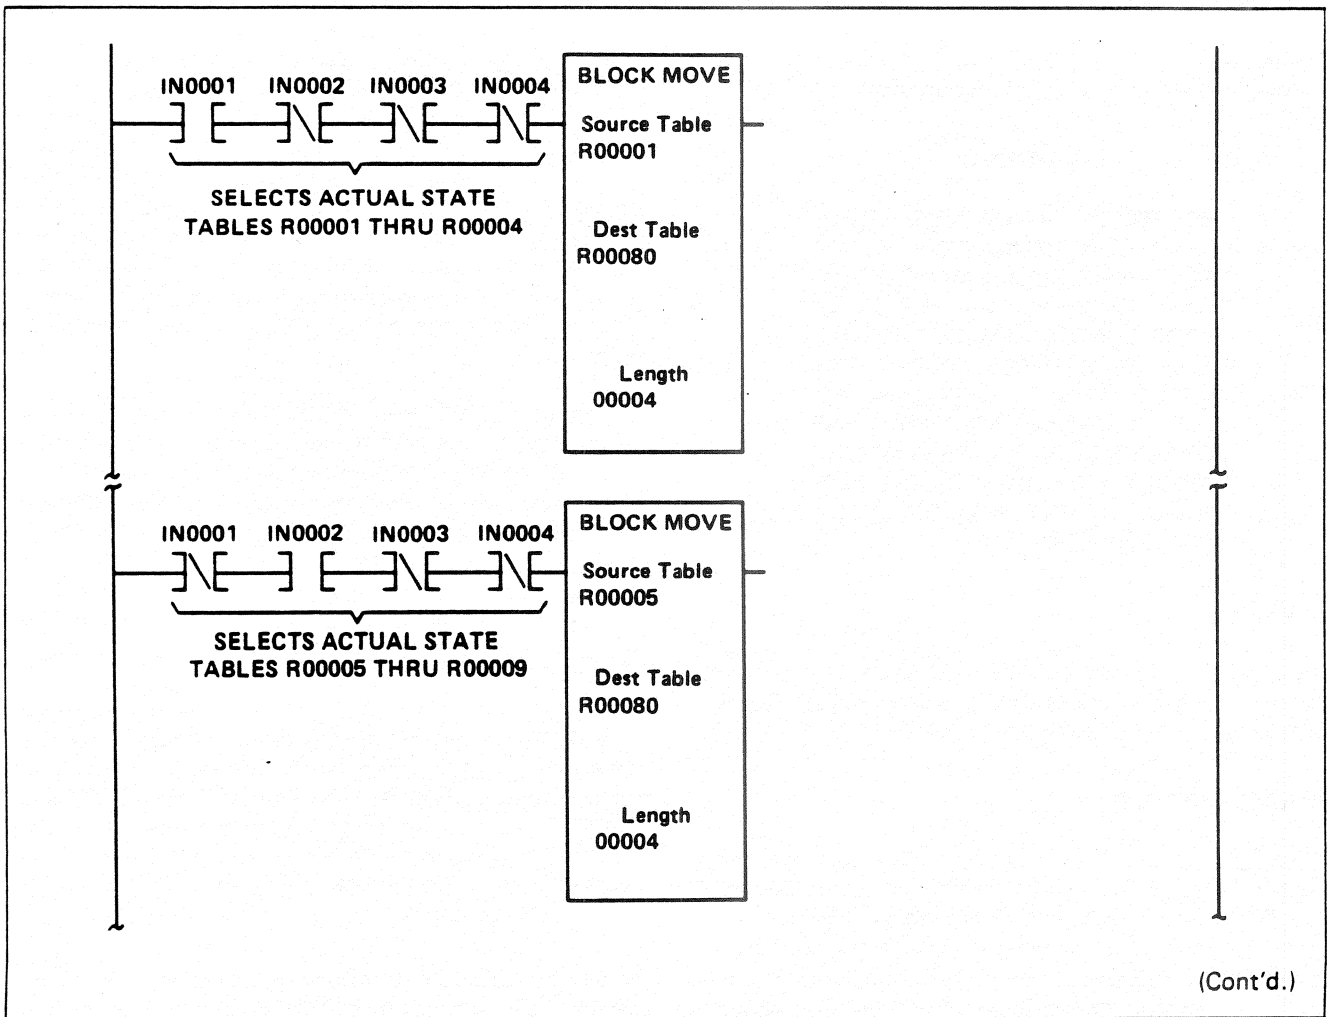 IN0001 IN0002 IN0003 IN0004
BLOCK MOVE
Source Table
R00001
SELECTS ACTUAL STATE
TABLES R00001 THRU R00004
Dest Table
R00080
Length
00004
IN0001 IN0002 IN0003 IN0004
BLOCK MOVE
Source Table
R00005
SELECTS ACTUAL STATE
TABLES R00005 THRU R00009
Dest Table
R00080
Length
00004
(Cont'd.)